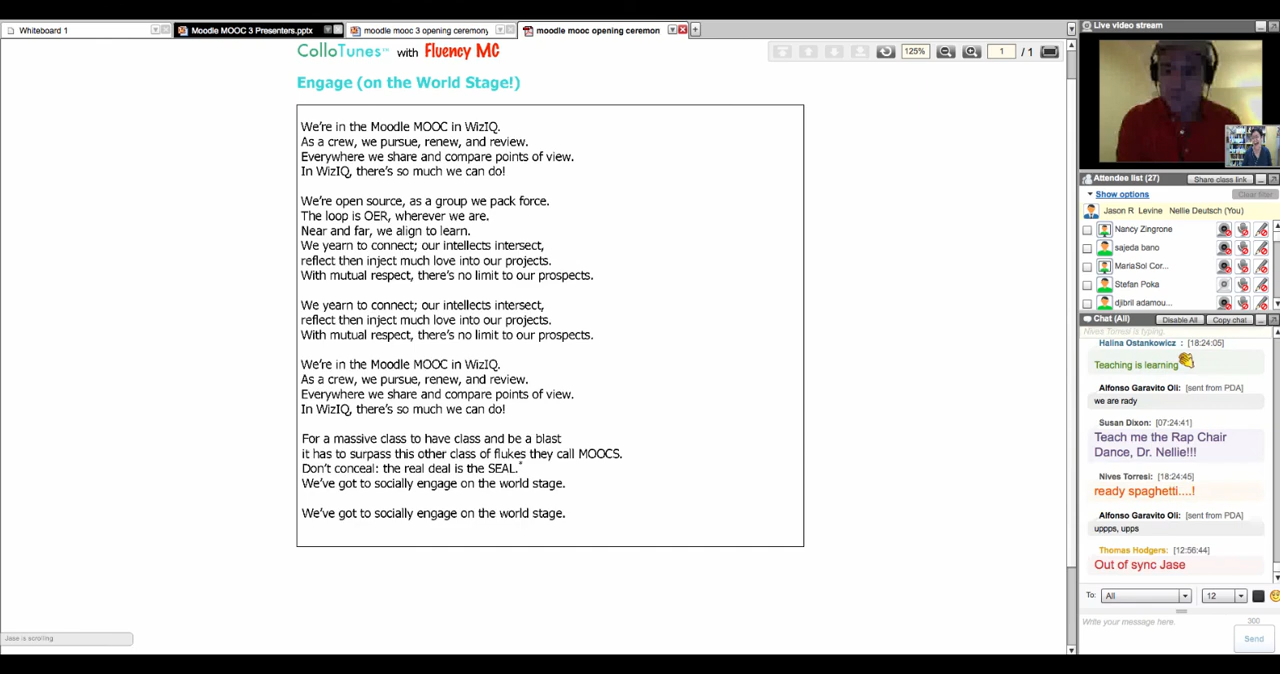 Whiteboard 1
Moodle MOOC 3 Presenters.pptx
moodle mooc 3 opening ceremony
moodle mooc opening ceremon
ColloTunes™ with Fluency MC
125%
1 / 1
Engage (on the World Stage!)
We're in the Moodle MOOC in WizIQ.
As a crew, we pursue, renew, and review.
Everywhere we share and compare points of view.
In WizIQ, there's so much we can do!
We're open source, as a group we pack force.
The loop is OER, wherever we are.
Near and far, we align to learn.
We yearn to connect; our intellects intersect,
reflect then inject much love into our projects.
With mutual respect, there's no limit to our prospects.
We yearn to connect; our intellects intersect,
reflect then inject much love into our projects.
With mutual respect, there's no limit to our prospects.
We're in the Moodle MOOC in WizIQ.
As a crew, we pursue, renew, and review.
Everywhere we share and compare points of view.
In WizIQ, there's so much we can do!
For a massive class to have class and be a blast
it has to surpass this other class of flukes they call MOOCS.
Don't conceal: the real deal is the SEAL.*
We've got to socially engage on the world stage.
We've got to socially engage on the world stage.
Jase is scrolling
Live video stream
Attendee list (27)
Share class link
Show options
Clear filter
Jason R Levine Nellie Deutsch (You)
Nancy Zingrone
sajeda bano
MariaSol Cor...
Stefan Poka
djibril adamou...
Chat (All)
Disable All
Copy chat
Nives Torresi is typing.
Halina Ostankowicz : [18:24:05]
Teaching is learning
Alfonso Garavito Oli: [sent from PDA]
we are rady
Susan Dixon: [07:24:41]
Teach me the Rap Chair
Dance, Dr. Nellie!!!
Nives Torresi: [18:24:45]
ready spaghetti....!
Alfonso Garavito Oli: [sent from PDA]
uppps, upps
Thomas Hodgers: [12:56:44]
Out of sync Jase
To: All 12
Write your message here.
300
Send